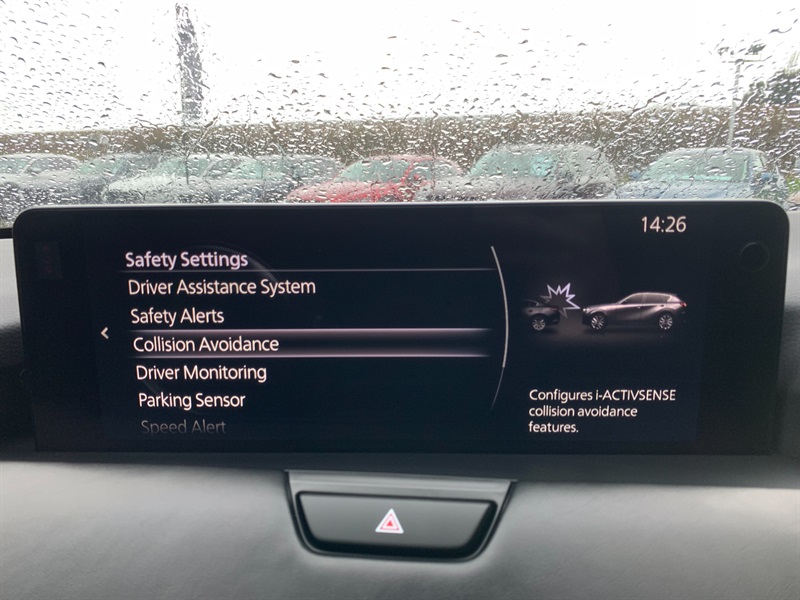 14:26
Safety Settings
Driver Assistance System
Safety Alerts
Collision Avoidance
Driver Monitoring
Parking Sensor
Speed Alert
Configures i-ACTIVSENSE
collision avoidance
features.